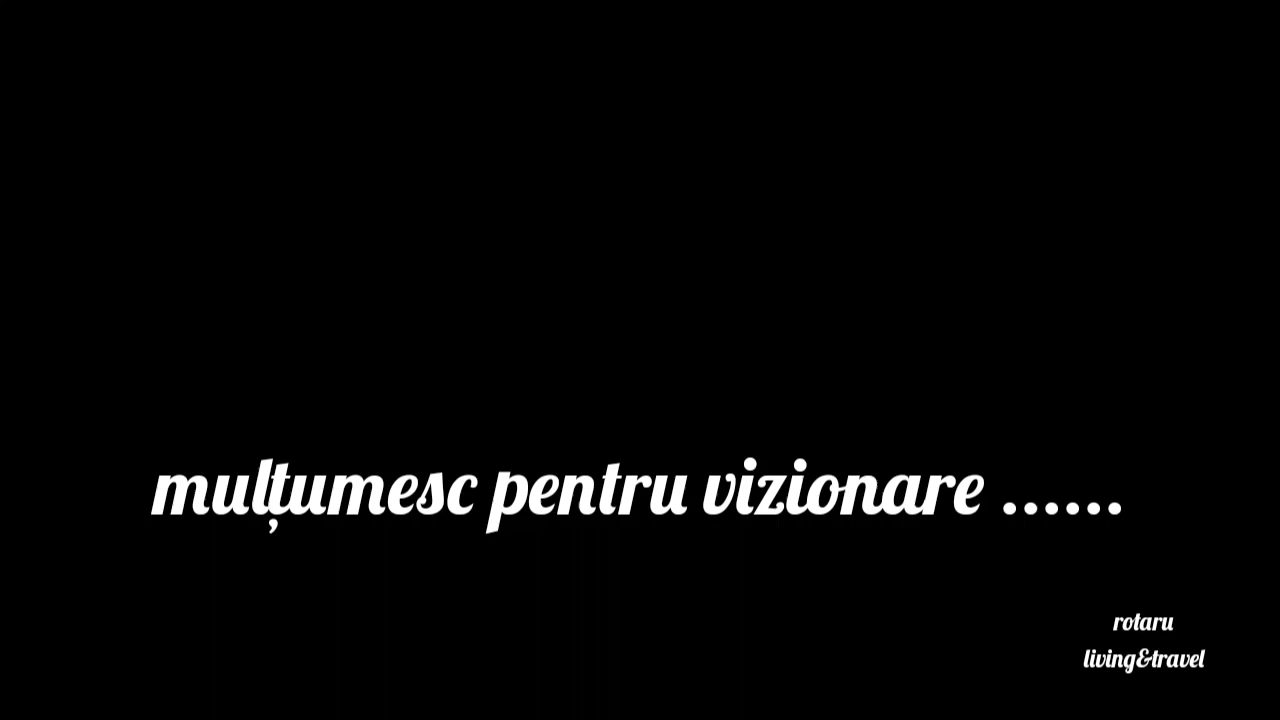 mulțumesc pentru vizionare ......
rotaru
living&travel